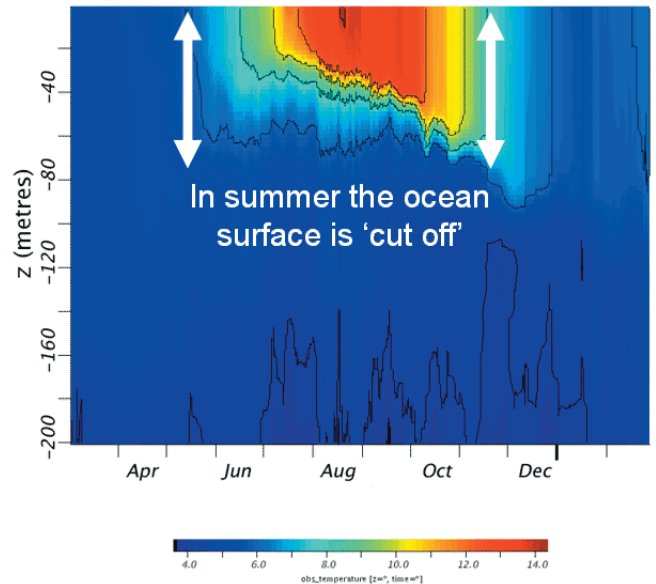 -40
-80
-120
-160
-200
z (metres)
In summer the ocean
surface is ‘cut off’
Apr Jun Aug Oct Dec
4.0 6.0 8.0 10.0 12.0 14.0
obs_temperature [z=*, time=*]